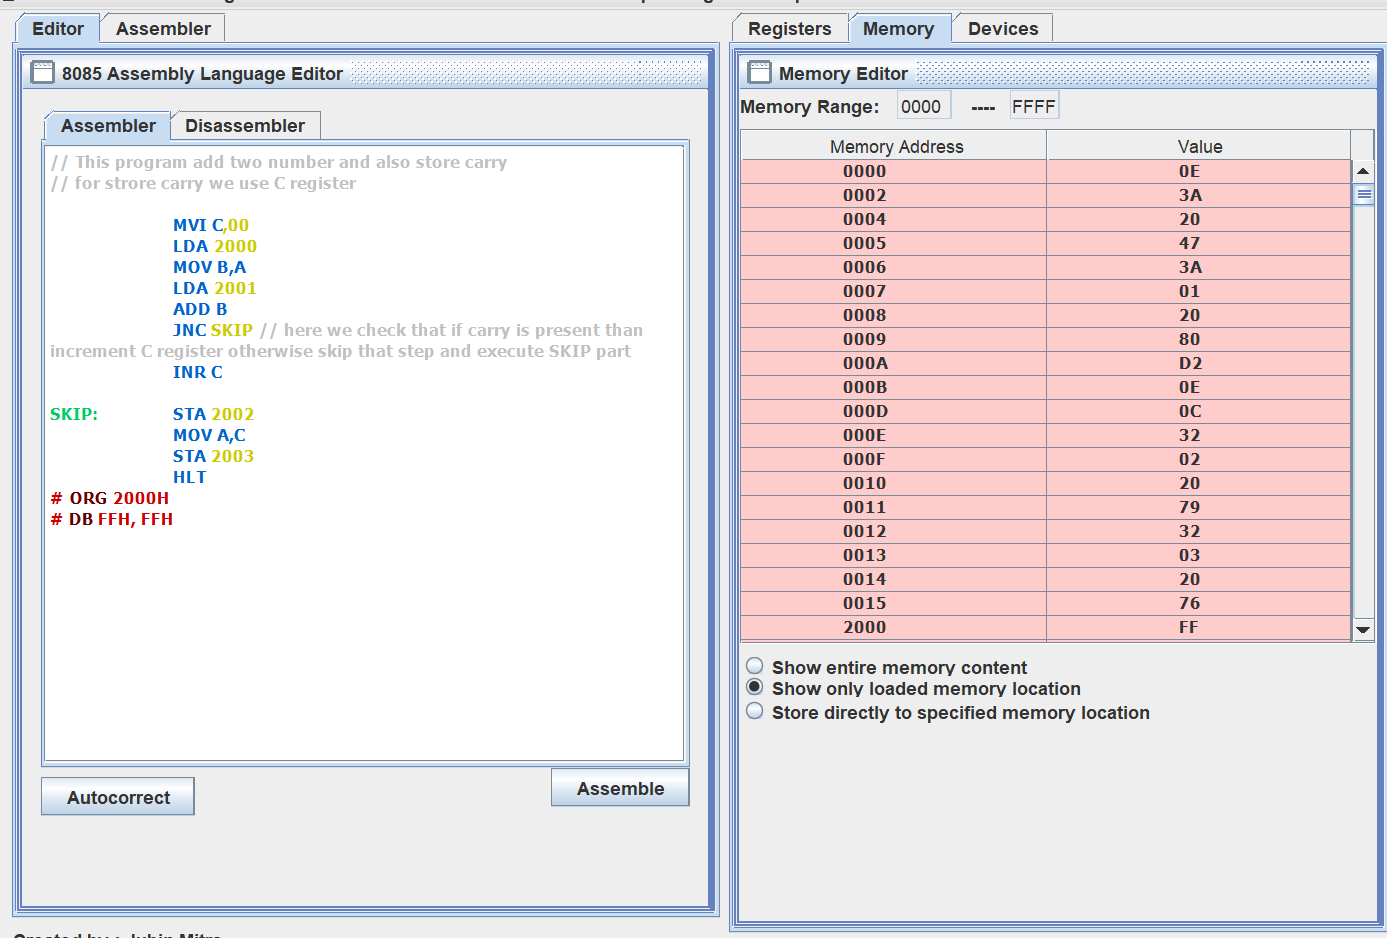 Editor Assembler
8085 Assembly Language Editor
Assembler Disassembler
// This program add two number and also store carry
// for strore carry we use C register
MVI C,00
LDA 2000
MOV B,A
LDA 2001
ADD B
JNC SKIP // here we check that if carry is present than
increment C register otherwise skip that step and execute SKIP part
INR C
SKIP: STA 2002
MOV A,C
STA 2003
HLT
# ORG 2000H
# DB FFH, FFH
Autocorrect
Assemble
Registers Memory Devices
Memory Editor
Memory Range: 0000 ---- FFFF
Memory Address Value
0000 0E
0002 3A
0004 20
0005 47
0006 3A
0007 01
0008 20
0009 80
000A D2
000B 0E
000D 0C
000E 32
000F 02
0010 20
0011 79
0012 32
0013 03
0014 20
0015 76
2000 FF
Show entire memory content
Show only loaded memory location
Store directly to specified memory location